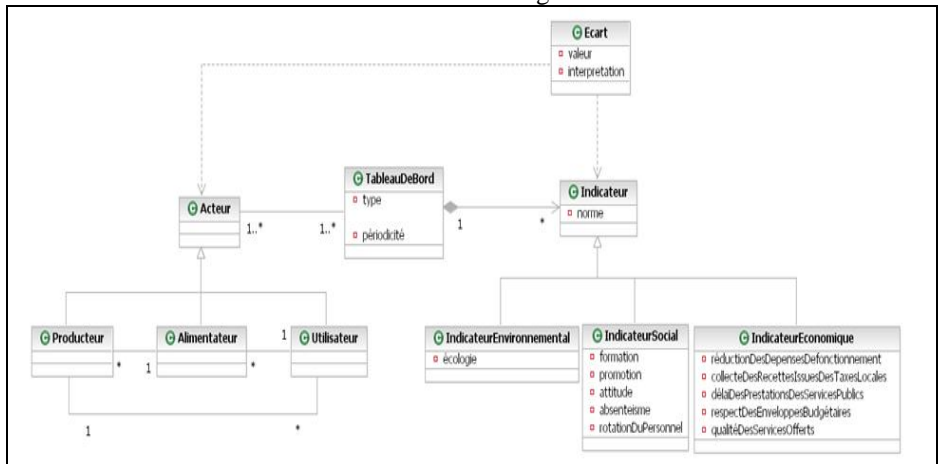 Ecart
valeur
interpretation
TableauDeBord
type
périodicité
Indicateur
norme
Acteur
1..*
1..*
1
*
Producteur
Alimentateur
Utilisateur
*
1
*
1
1
*
IndicateurEnvironnemental
écologie
IndicateurSocial
formation
promotion
attitude
absenteisme
rotationDuPersonnel
IndicateurEconomique
réductionDesDepensesDefonctionnement
collecteDesRecettesIssuesDesTaxesLocales
délaiDesPrestationsDesServicesPublics
respectDesEnveloppesBudgétaires
qualitéDesServicesOfferts